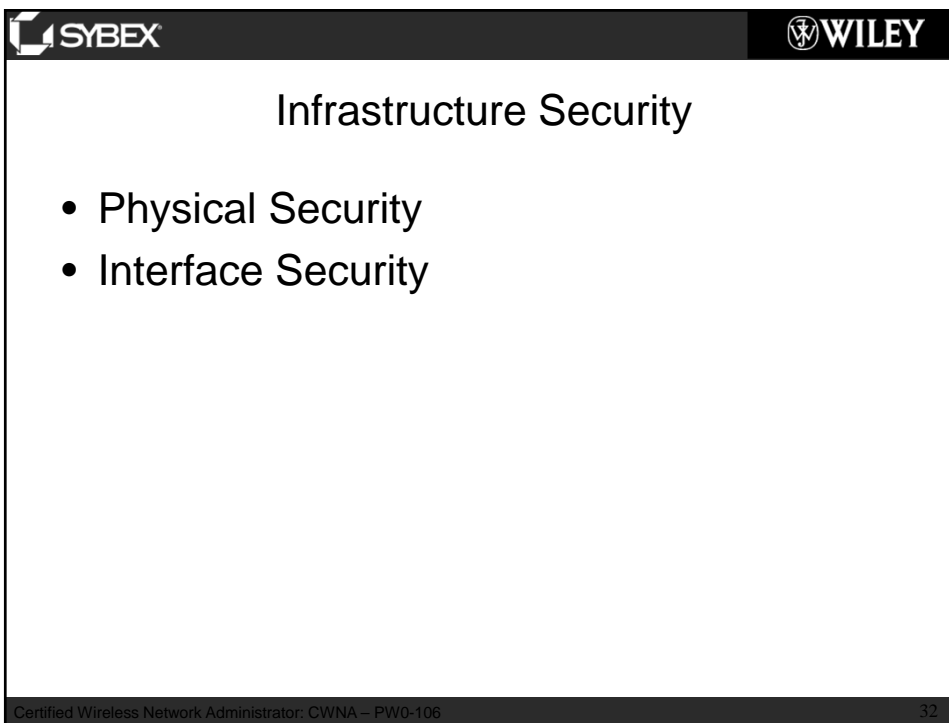 SYBEX
WILEY
Infrastructure Security
• Physical Security
• Interface Security
Certified Wireless Network Administrator: CWNA – PW0-106
32